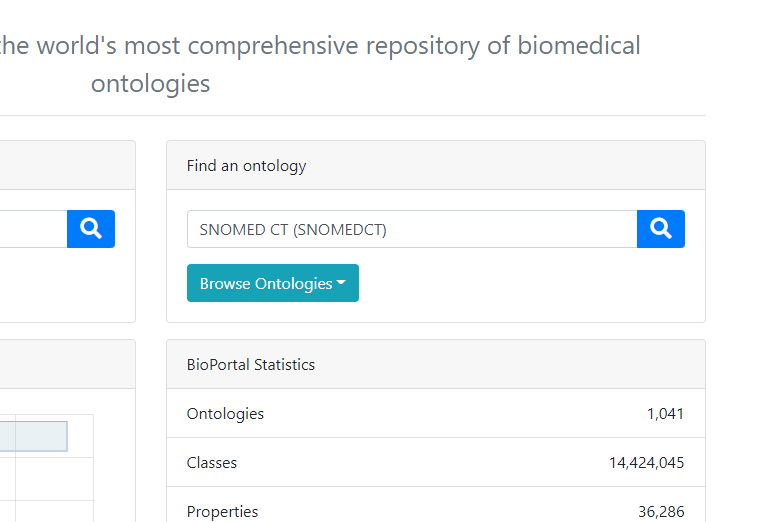 the world's most comprehensive repository of biomedical
ontologies
Find an ontology
SNOMED CT (SNOMEDCT)
Browse Ontologies
BioPortal Statistics
Ontologies 1,041
Classes 14,424,045
Properties 36,286